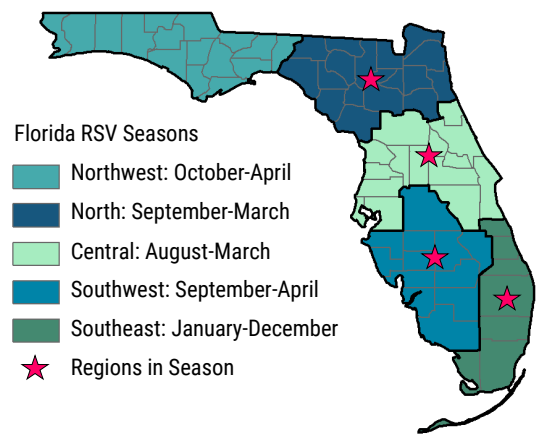 Florida RSV Seasons
Northwest: October-April
North: September-March
Central: August-March
Southwest: September-April
Southeast: January-December
Regions in Season